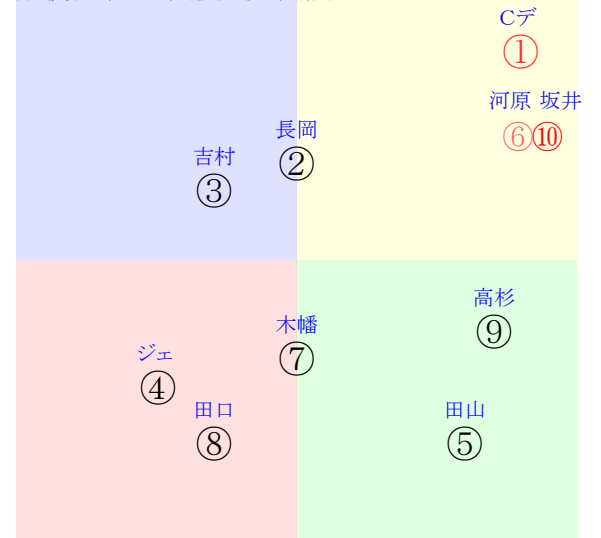 Cデ
①
河原 坂井
⑥⑩
長岡
②
吉村
③
高杉
⑨
木幡
⑦
ジェ
④
田口
⑧
田山
⑤